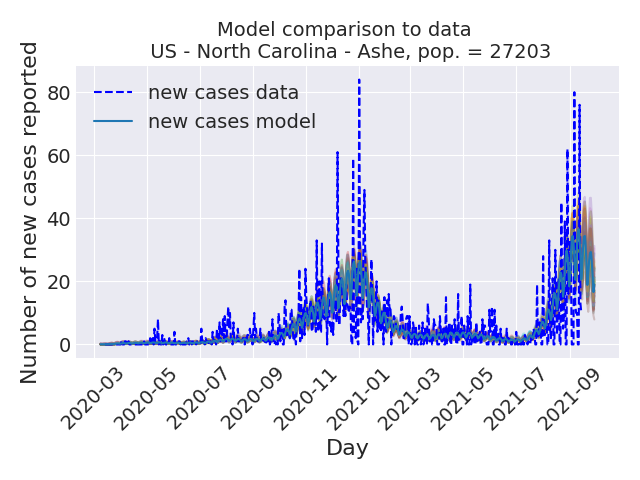 Model comparison to data
US - North Carolina - Ashe, pop. = 27203
new cases data
new cases model
Number of new cases reported
80
60
40
20
0
2020-03
2020-05
2020-07
2020-09
2020-11
2021-01
2021-03
2021-05
2021-07
2021-09
Day